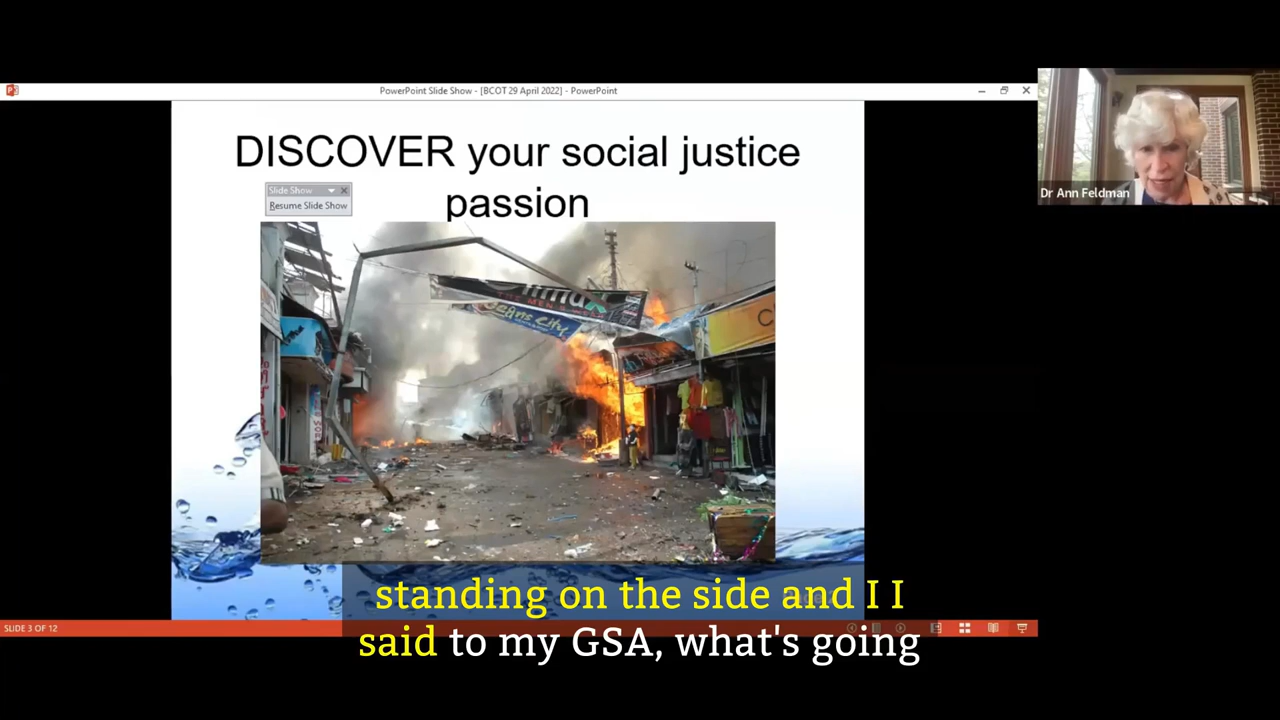 PowerPoint Slide Show - [BCOT 29 April 2022] - PowerPoint
DISCOVER your social justice
passion
Slide Show
Resume Slide Show
Dr Ann Feldman
standing on the side and I I
said to my GSA, what's going
SLIDE 3 OF 12